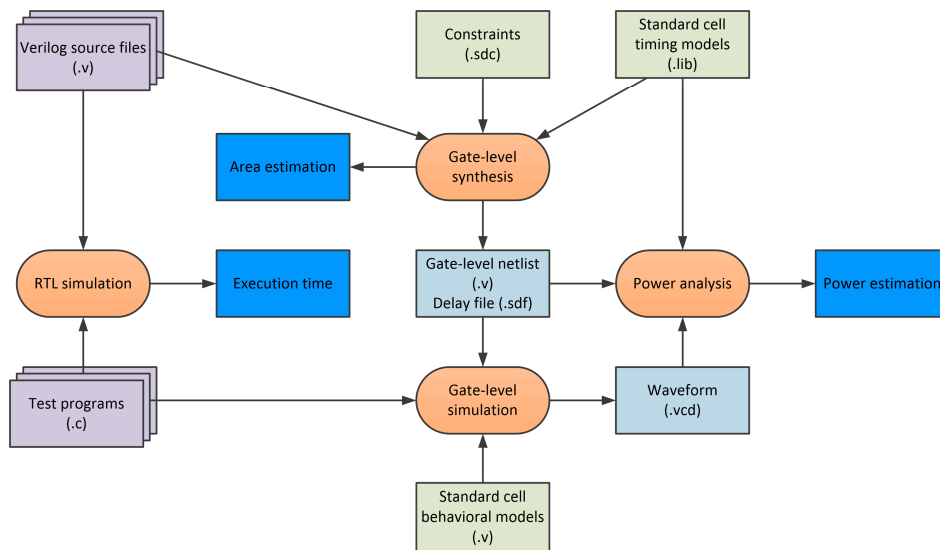 Verilog source files
(.v)
Constraints
(.sdc)
Standard cell
timing models
(.lib)
Area estimation
Gate-level
synthesis
RTL simulation
Execution time
Gate-level netlist
(.v)
Delay file (.sdf)
Power analysis
Power estimation
Test programs
(.c)
Gate-level
simulation
Waveform
(.vcd)
Standard cell
behavioral models
(.v)